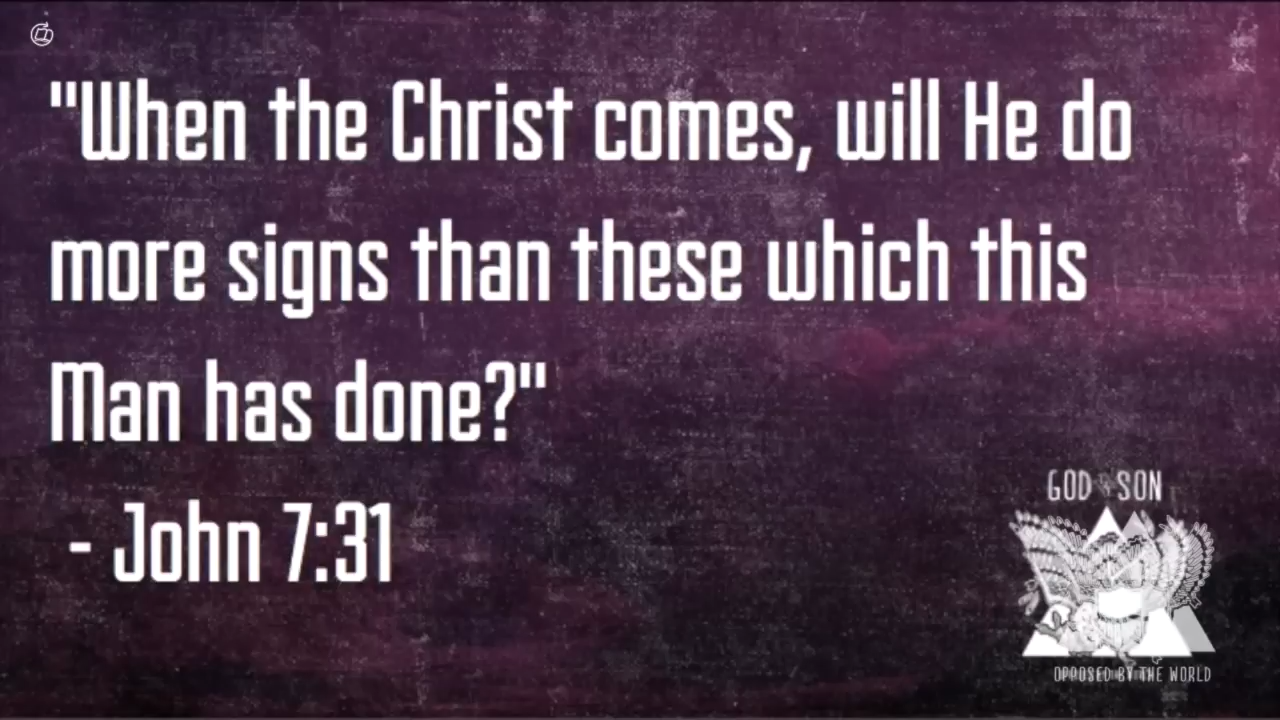 "When the Christ comes, will He do
more signs than these which this
Man has done?"
- John 7:31
GOD SON
OPPOSED BY THE WORLD